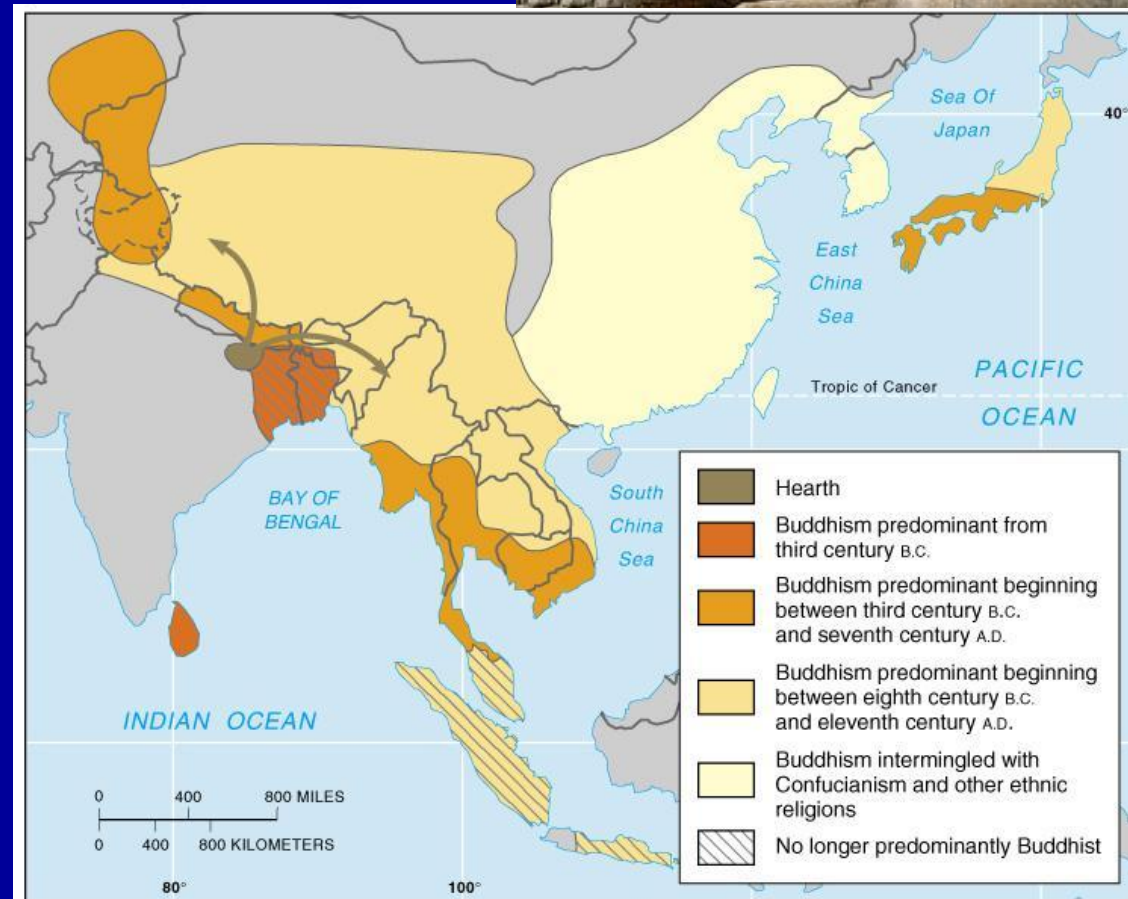 Sea Of
Japan
40°
East
China
Sea
PACIFIC
OCEAN
Tropic of Cancer
BAY OF
BENGAL
South
China
Sea
INDIAN OCEAN
0 400 800 MILES
0 400 800 KILOMETERS
80°
100°
Hearth
Buddhism predominant from
third century B.C.
Buddhism predominant beginning
between third century B.C.
and seventh century A.D.
Buddhism predominant beginning
between eighth century B.C.
and eleventh century A.D.
Buddhism intermingled with
Confucianism and other ethnic
religions
No longer predominantly Buddhist